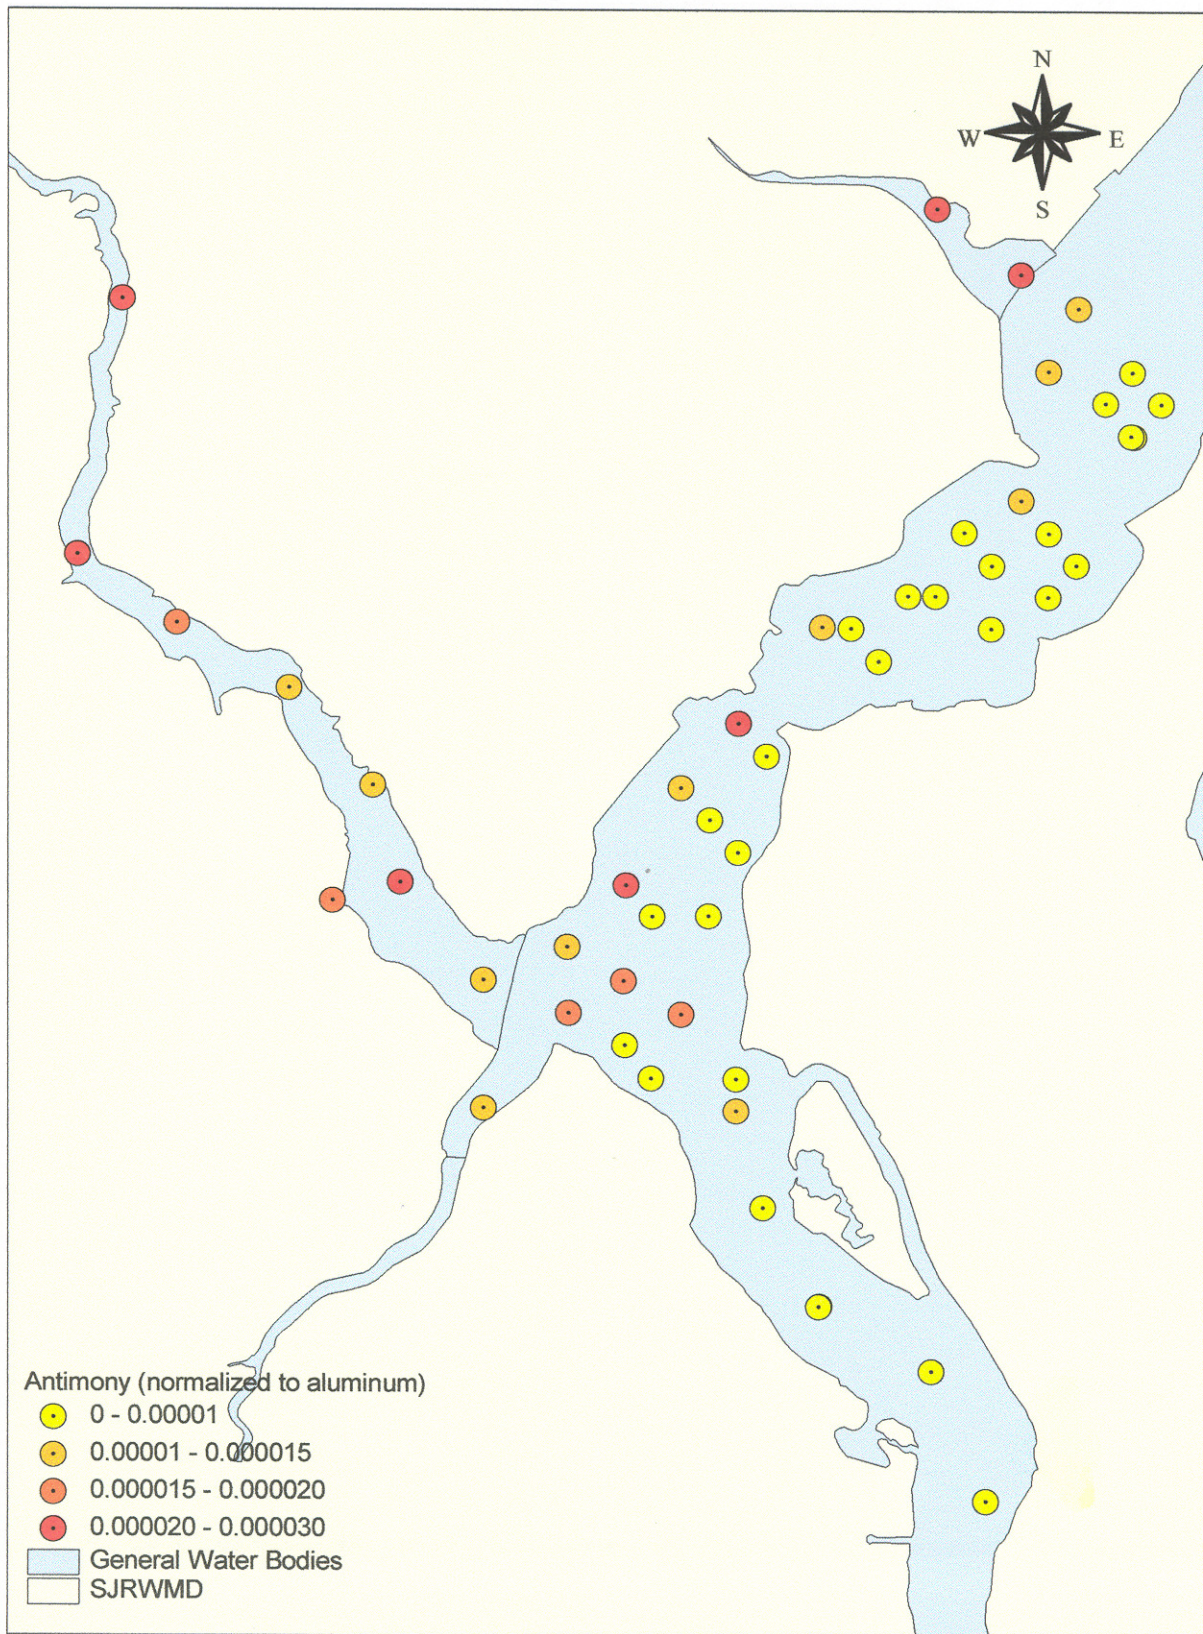 N
W E
S
Antimony (normalized to aluminum)
0 - 0.00001
0.00001 - 0.000015
0.000015 - 0.000020
0.000020 - 0.000030
General Water Bodies
SJRWMD